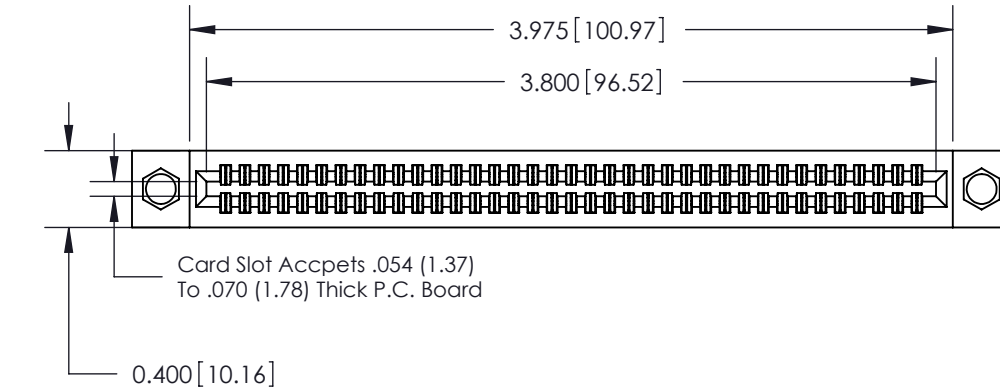 3.975 [100.97]
3.800 [96.52]
Card Slot Accpets .054 (1.37)
To .070 (1.78) Thick P.C. Board
0.400 [10.16]